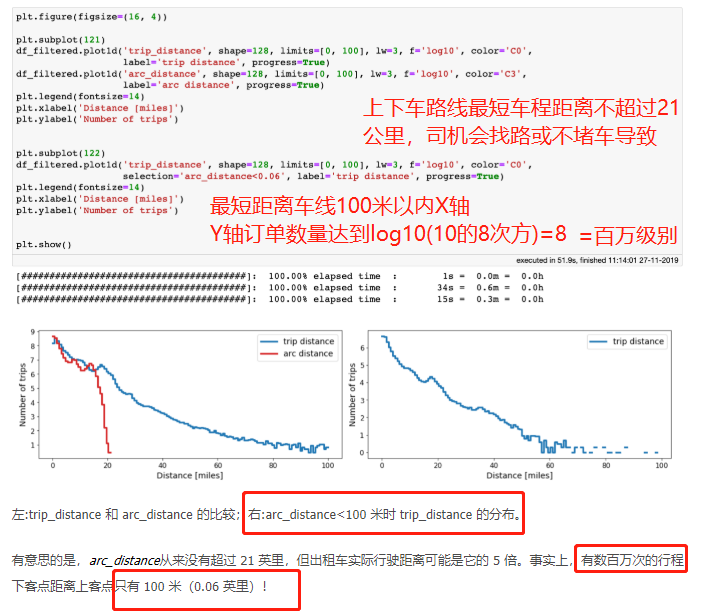 plt.figure(figsize=(16, 4))
plt.subplot(121)
df_filtered.plot1d('trip_distance', shape=128, limits=[0, 100], lw=3, f='log10', color='C0',
label='trip distance', progress=True)
df_filtered.plot1d('arc_distance', shape=128, limits=[0, 100], lw=3, f='log10', color='C3',
label='arc distance', progress=True)
plt.legend(fontsize=14)
plt.xlabel('Distance [miles]')
plt.ylabel('Number of trips')
上下车路线最短车程距离不超过21
公里，司机会找路或不堵车导致
plt.subplot(122)
df_filtered.plot1d('trip_distance', shape=128, limits=[0, 100], lw=3, f='log10', color='C0',
selection='arc_distance<0.06', label='trip distance', progress=True)
plt.legend(fontsize=14)
plt.xlabel('Distance [miles]')
plt.ylabel('Number of trips')
最短距离车线100米以内X轴
Y轴订单数量达到log10(10的8次方)=8 =百万级别
plt.show()
executed in 51.9s, finished 11:14:01 27-11-2019
[########################################]: 100.00% elapsed time : 1s = 0.0m = 0.0h
[########################################]: 100.00% elapsed time : 34s = 0.6m = 0.0h
[########################################]: 100.00% elapsed time : 15s = 0.3m = 0.0h
Number of trips
9
8
7
6
5
4
3
2
1
0 20 40 60 80 100
Distance [miles]
trip distance
arc distance
Number of trips
6
5
4
3
2
1
0
0 20 40 60 80 100
Distance [miles]
trip distance
左:trip_distance 和 arc_distance 的比较；右:arc_distance<100 米时 trip_distance 的分布。
有意思的是，arc_distance从来没有超过 21 英里，但出租车实际行驶距离可能是它的 5 倍。事实上，有数百万次的行程
下客点距离上客点只有 100 米（0.06 英里）！